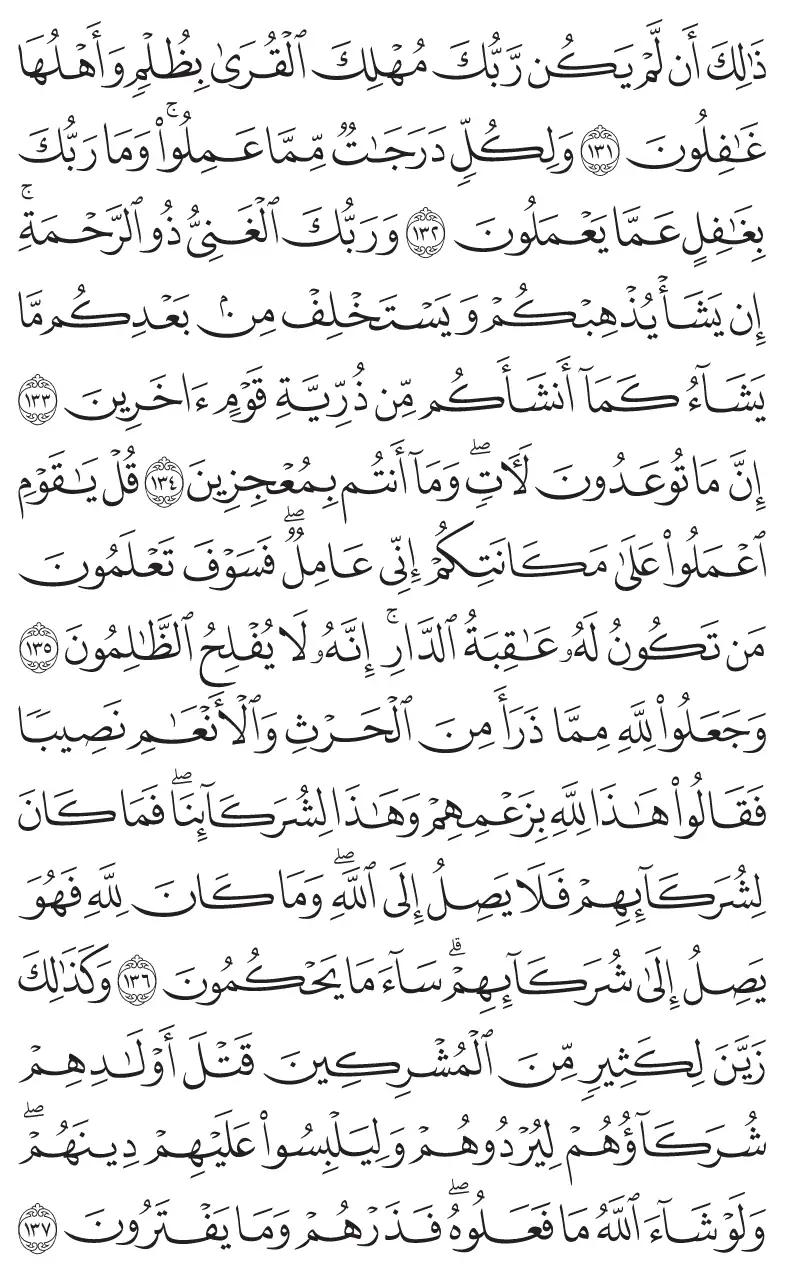 ذَٰلِكَ أَن لَّمْ يَكُن رَّبُّكَ مُهْلِكَ ٱلْقُرَىٰ بِظُلْمٍ وَأَهْلُهَا
غَـٰفِلُونَ ١٣١ وَلِكُلٍّ دَرَجَـٰتٌ مِّمَّا عَمِلُوا۟ ۚ وَمَا رَبُّكَ
بِغَـٰفِلٍ عَمَّا يَعْمَلُونَ ١٣٢ وَرَبُّكَ ٱلْغَنِىُّ ذُو ٱلرَّحْمَةِ ۚ
إِن يَشَأْ يُذْهِبْكُمْ وَيَسْتَخْلِفْ مِنۢ بَعْدِكُم مَّا
يَشَآءُ كَمَآ أَنشَأَكُم مِّن ذُرِّيَّةِ قَوْمٍ ءَاخَرِينَ ١٣٣
إِنَّ مَا تُوعَدُونَ لَـَٔاتٍ ۖ وَمَآ أَنتُم بِمُعْجِزِينَ ١٣٤ قُلْ يَـٰقَوْمِ
ٱعْمَلُوا۟ عَلَىٰ مَكَانَتِكُمْ إِنِّى عَامِلٌ ۖ فَسَوْفَ تَعْلَمُونَ
مَن تَكُونُ لَهُۥ عَـٰقِبَةُ ٱلدَّارِ ۚ إِنَّهُۥ لَا يُفْلِحُ ٱلظَّـٰلِمُونَ ١٣٥
وَجَعَلُوا۟ لِلَّهِ مِمَّا ذَرَأَ مِنَ ٱلْحَرْثِ وَٱلْأَنْعَـٰمِ نَصِيبًا
فَقَالُوا۟ هَـٰذَا لِلَّهِ بِزَعْمِهِمْ وَهَـٰذَا لِشُرَكَآئِنَا ۖ فَمَا كَانَ
لِشُرَكَآئِهِمْ فَلَا يَصِلُ إِلَى ٱللَّهِ ۖ وَمَا كَانَ لِلَّهِ فَهُوَ
يَصِلُ إِلَىٰ شُرَكَآئِهِمْ ۗ سَآءَ مَا يَحْكُمُونَ ١٣٦ وَكَذَٰلِكَ
زَيَّنَ لِكَثِيرٍ مِّنَ ٱلْمُشْرِكِينَ قَتْلَ أَوْلَـٰدِهِمْ
شُرَكَآؤُهُمْ لِيُرْدُوهُمْ وَلِيَلْبِسُوا۟ عَلَيْهِمْ دِينَهُمْ ۖ
وَلَوْ شَآءَ ٱللَّهُ مَا فَعَلُوهُ ۖ فَذَرْهُمْ وَمَا يَفْتَرُونَ ١٣٧